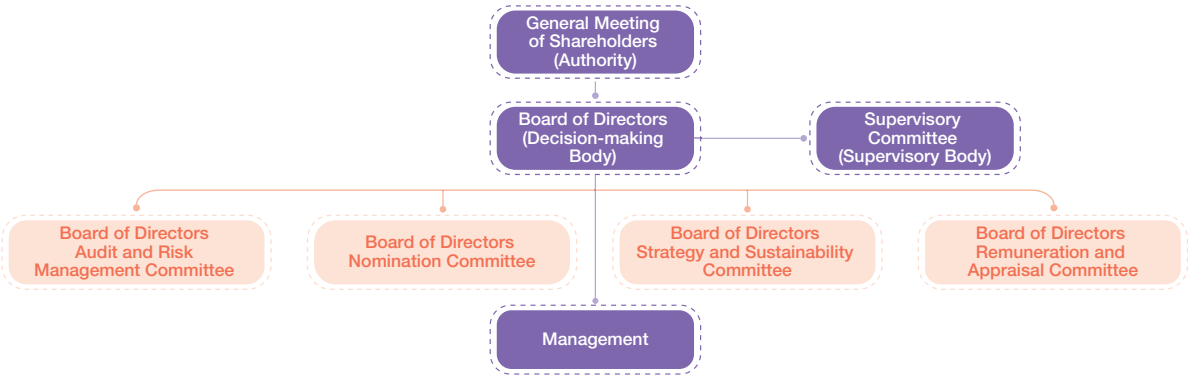 General Meeting
of Shareholders
(Authority)
Board of Directors
(Decision-making
Body)
Supervisory
Committee
(Supervisory Body)
Board of Directors
Audit and Risk
Management Committee
Board of Directors
Nomination Committee
Board of Directors
Strategy and Sustainability
Committee
Board of Directors
Remuneration and
Appraisal Committee
Management